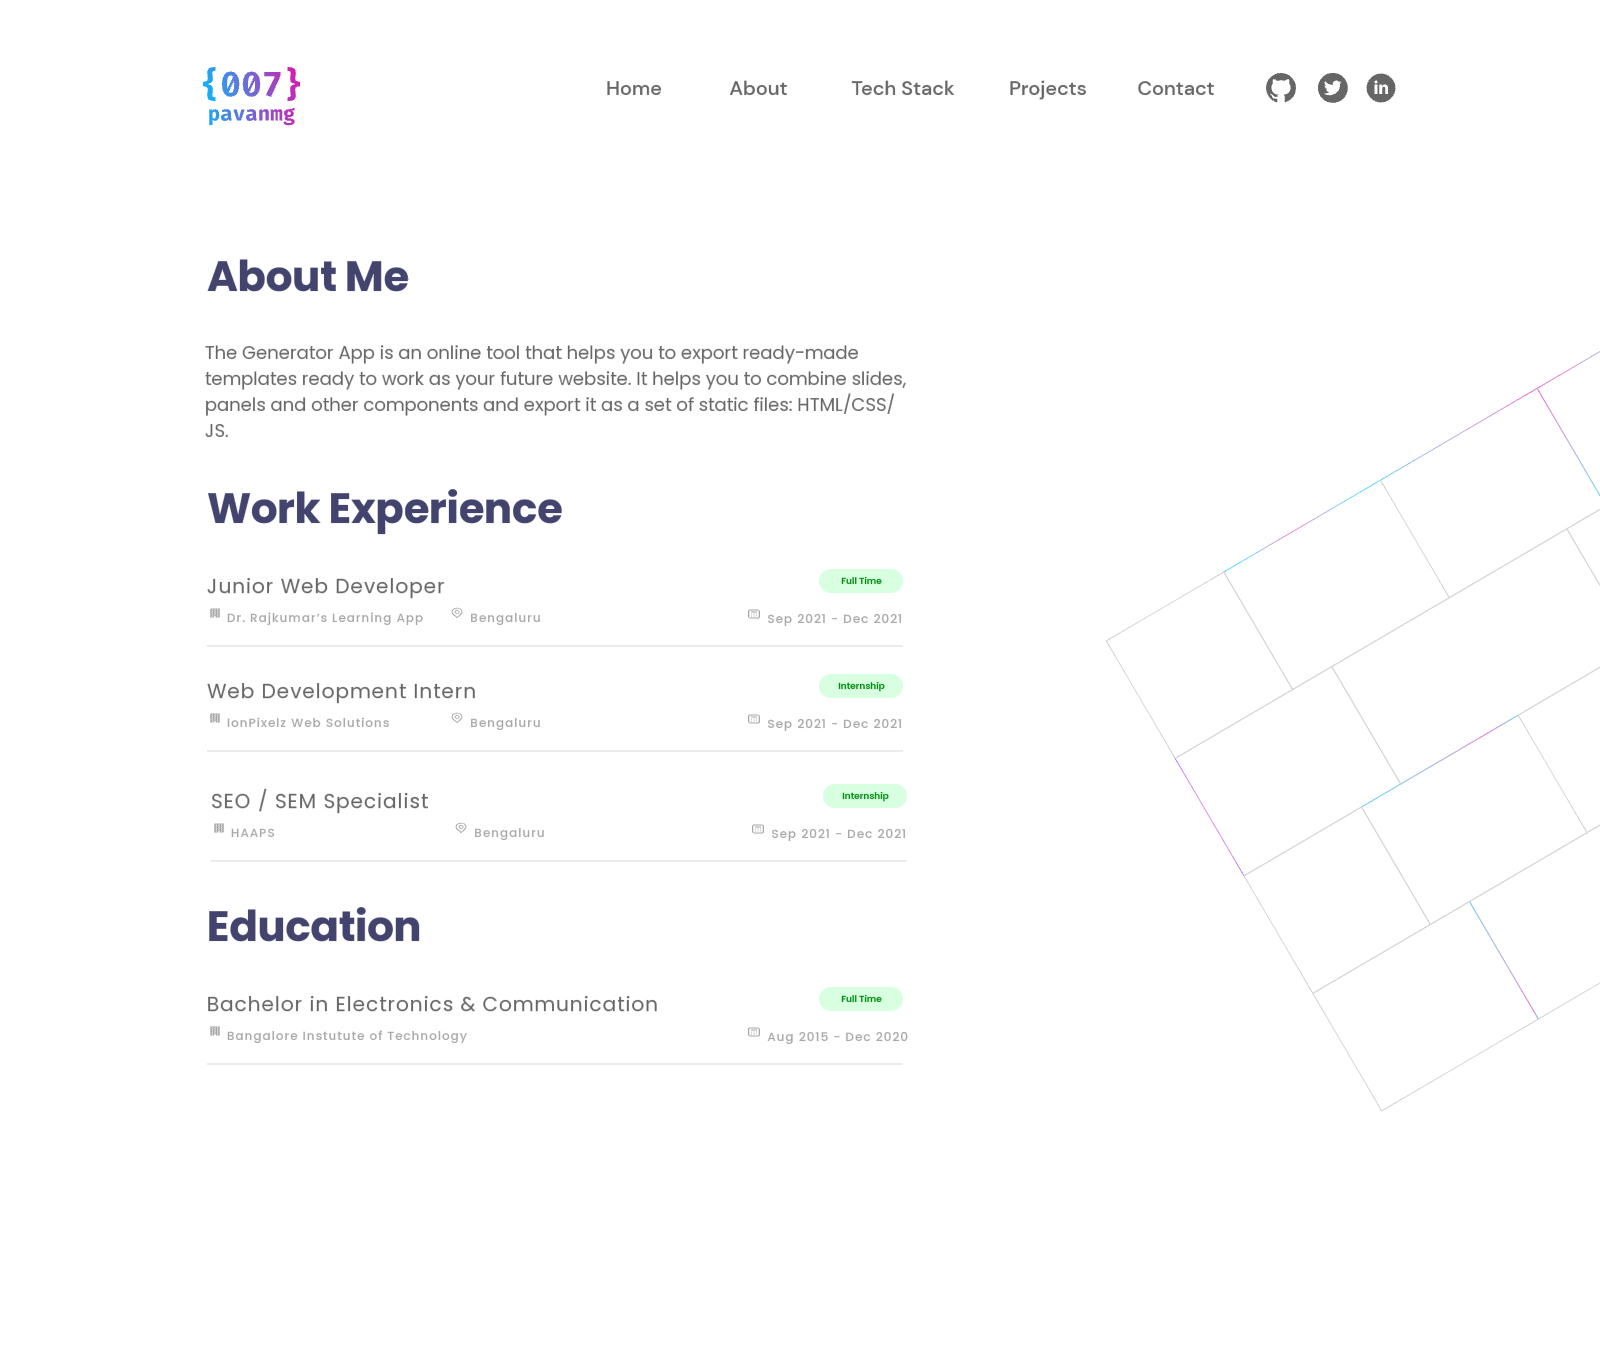 {007}
pavanmg
Home About Tech Stack Projects Contact
About Me
The Generator App is an online tool that helps you to export ready-made
templates ready to work as your future website. It helps you to combine slides,
panels and other components and export it as a set of static files: HTML/CSS/
JS.
Work Experience
Junior Web Developer Full Time
Dr. Rajkumar’s Learning App Bengaluru Sep 2021 - Dec 2021
Web Development Intern Internship
IonPixelz Web Solutions Bengaluru Sep 2021 - Dec 2021
SEO / SEM Specialist Internship
HAAPS Bengaluru Sep 2021 - Dec 2021
Education
Bachelor in Electronics & Communication Full Time
Bangalore Instutute of Technology Aug 2015 - Dec 2020